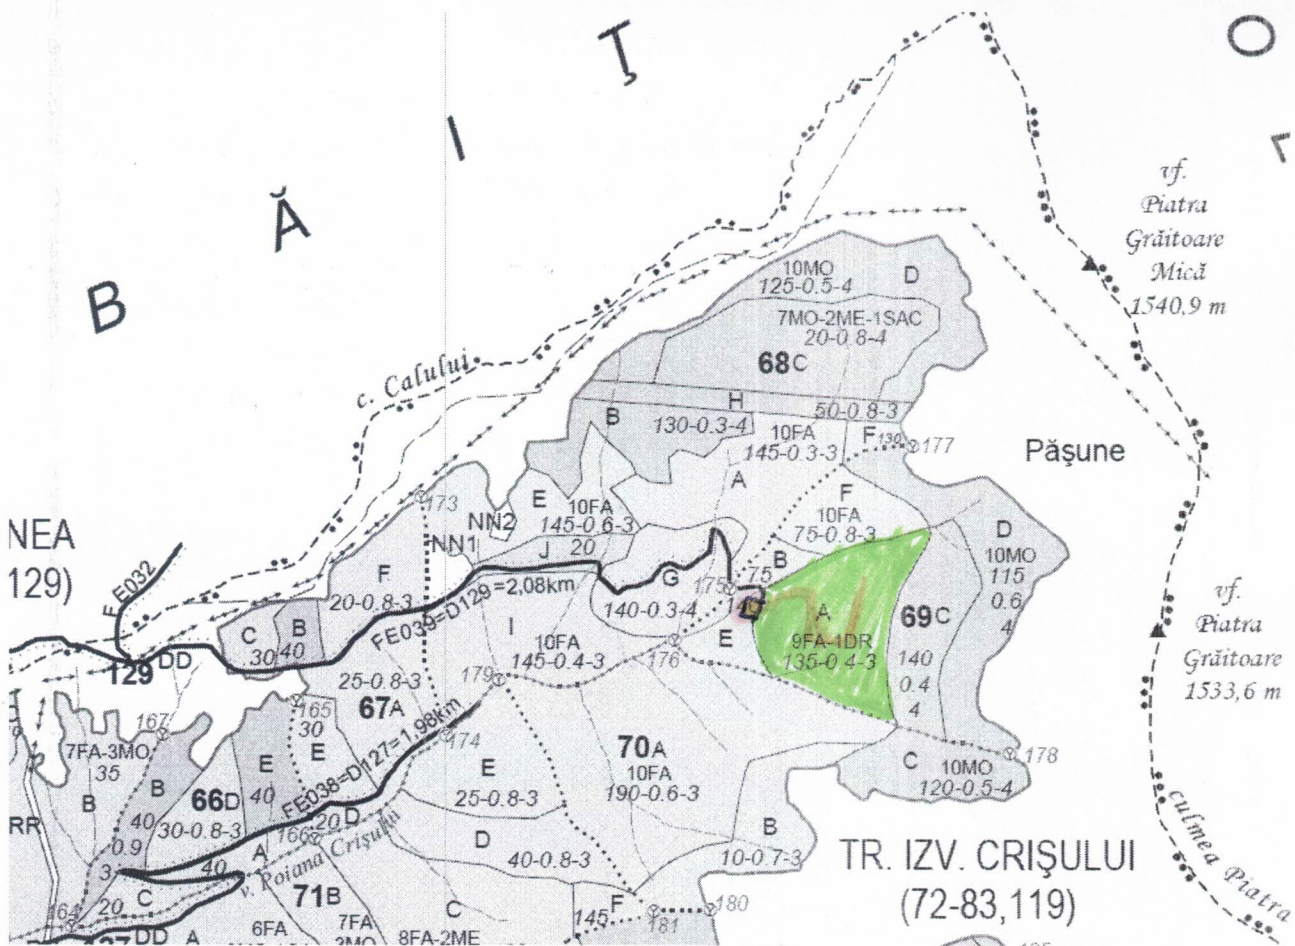 B Ă I Ţ
O
vf.
Piatra
Grăitoare
Mică
1540,9 m
c. Calului
10MO
125-0.5-4
D
7MO-2ME-1SAC
20-0.8-4
68C
H
50-0.8-3
B
130-0.3-4
10FA
145-0.3-3
F
130
177
Păşune
A
173
NN2
NN1
E
10FA
145-0.6-3
J
20
F
10FA
75-0.8-3
D
10MO
115
0.6
4
NEA
129)
FE032
F
20-0.8-3
FE039=D129=2,08km
G
140-0.3-4
175
75
B
A
9FA-1DR
135-0.4-3
69C
140
0.4
4
vf.
Piatra
Grăitoare
1533,6 m
C
30
B
40
I
10FA
145-0.4-3
E
176
129
DD
25-0.8-3
67A
179
165
30
E
167
7FA-3MO
35
B
B
40
0.9
3
E
40
66D
30-0.8-3
FE038=D127=1,98km
174
E
25-0.8-3
70A
10FA
190-0.6-3
C
10MO
120-0.5-4
178
RR
166
20
D
40
A
v. Poiana Crişului
D
40-0.8-3
B
10-0.7-3
TR. IZV. CRIŞULUI
(72-83,119)
culmea Piatra
C
20
164
DD
A
71B
6FA
7FA
3MO
C
8FA-2ME
145
F
181
180